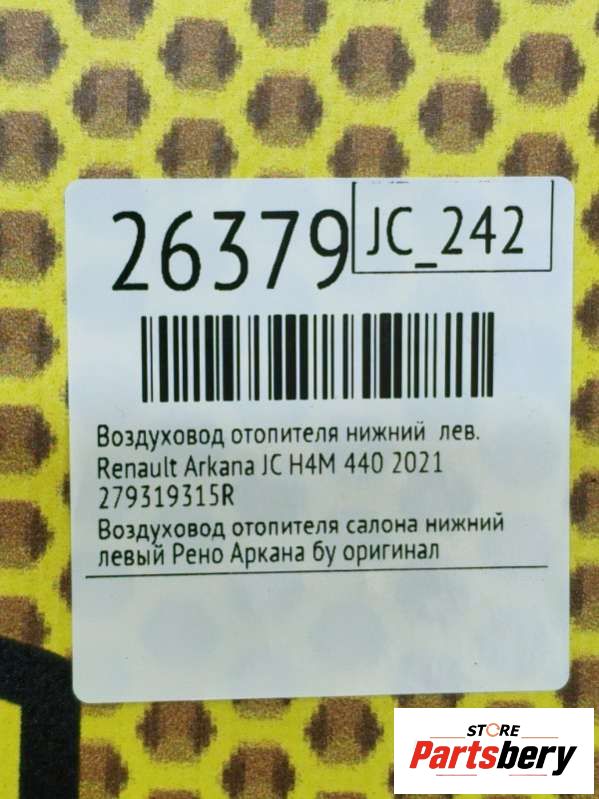 26379
JC_242
Воздуховод отопителя нижний лев.
Renault Arkana JC H4M 440 2021
279319315R
Воздуховод отопителя салона нижний
левый Рено Аркана бу оригинал
STORE
Partsbery